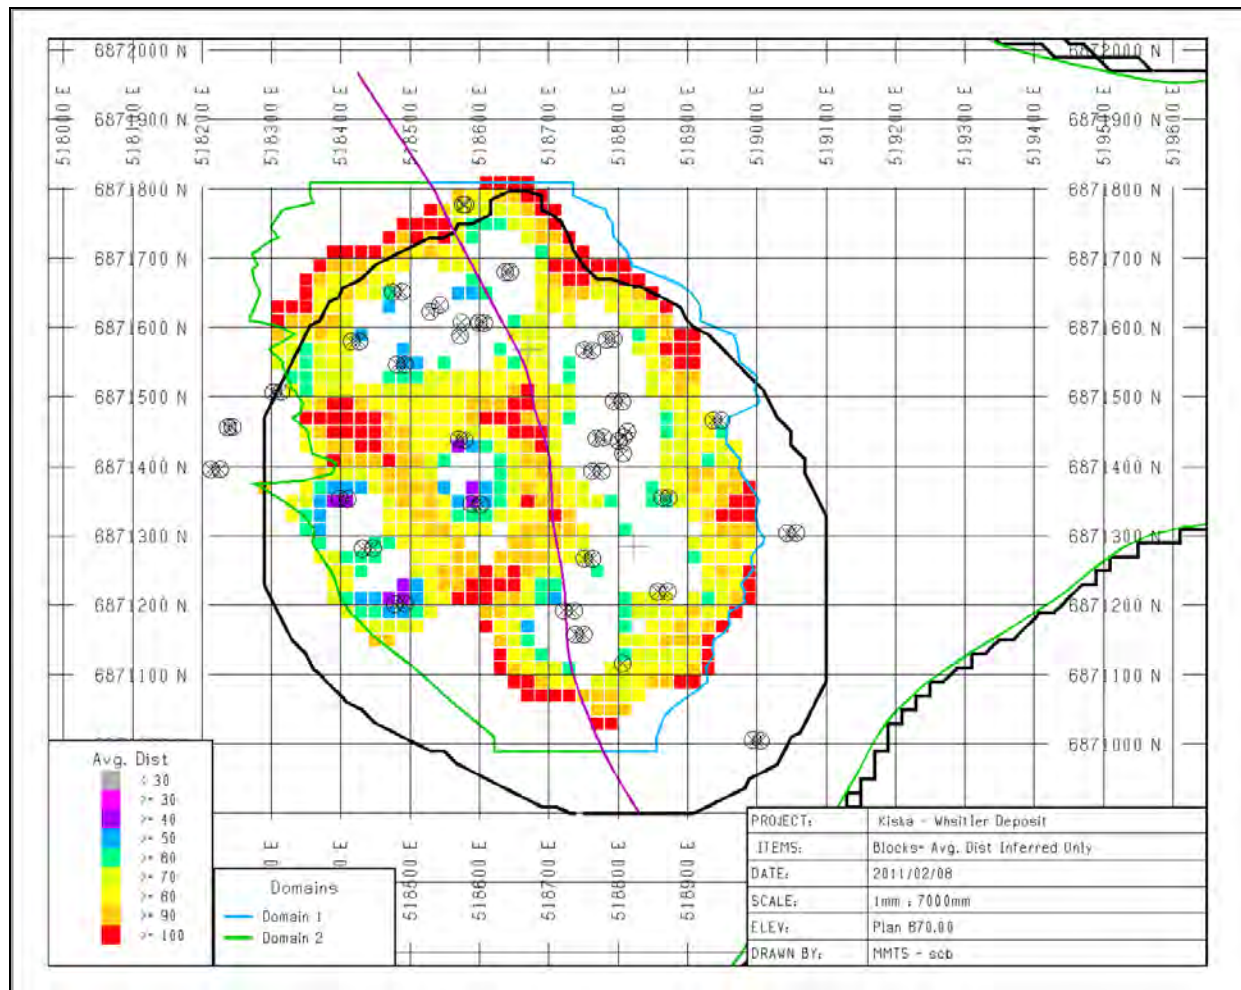 6872000 N
6872000 N
518000 E
518100 E
518200 E
518300 E
518400 E
518500 E
518600 E
518700 E
518800 E
518900 E
519000 E
519100 E
519200 E
519300 E
519400 E
519500 E
519600 E
6871900 N
6871900 N
6871800 N
6871800 N
6871700 N
6871700 N
6871600 N
6871600 N
6871500 N
6871500 N
6871400 N
6871400 N
6871300 N
6871300 N
6871200 N
6871200 N
6871100 N
6871100 N
6871000 N
6871000 N
Avg. Dist
< 30
>= 30
>= 40
>= 50
>= 60
>= 70
>= 80
>= 90
>= 100
0 E
E
518500 E
518600 E
518700 E
518800 E
518900 E
Domains
Domain 1
Domain 2
PROJECT: Kiska - Whsitler Deposit
ITEMS: Blocks- Avg. Dist Inferred Only
DATE: 2011/02/08
SCALE: 1mm : 7000mm
ELEV: Plan 870.00
DRAWN BY: MMTS - scb